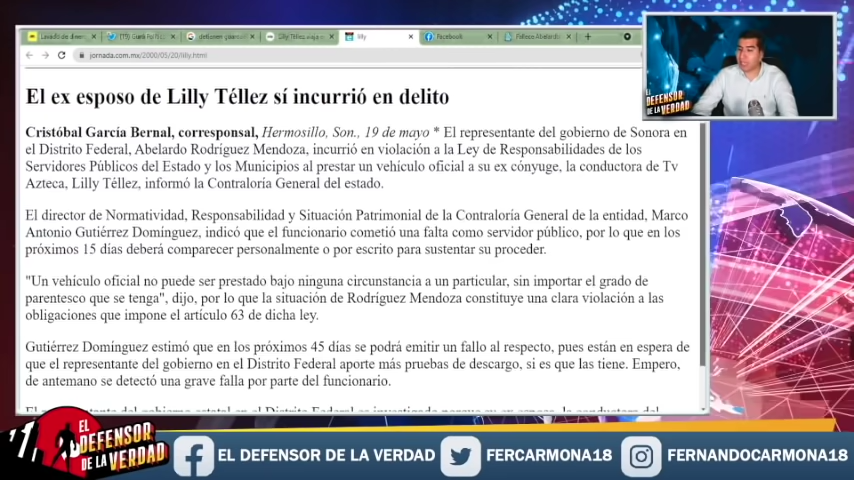 lilly
Facebook
jornada.com.mx/2000/05/20/lilly.html
El ex esposo de Lilly Téllez sí incurrió en delito
Cristóbal García Bernal, corresponsal, Hermosillo, Son., 19 de mayo * El representante del gobierno de Sonora en
el Distrito Federal, Abelardo Rodríguez Mendoza, incurrió en violación a la Ley de Responsabilidades de los
Servidores Públicos del Estado y los Municipios al prestar un vehículo oficial a su ex cónyuge, la conductora de Tv
Azteca, Lilly Téllez, informó la Contraloría General del estado.
El director de Normatividad, Responsabilidad y Situación Patrimonial de la Contraloría General de la entidad, Marco
Antonio Gutiérrez Domínguez, indicó que el funcionario cometió una falta como servidor público, por lo que en los
próximos 15 días deberá comparecer personalmente o por escrito para sustentar su proceder.
"Un vehículo oficial no puede ser prestado bajo ninguna circunstancia a un particular, sin importar el grado de
parentesco que se tenga", dijo, por lo que la situación de Rodríguez Mendoza constituye una clara violación a las
obligaciones que impone el artículo 63 de dicha ley.
Gutiérrez Domínguez estimó que en los próximos 45 días se podrá emitir un fallo al respecto, pues están en espera de
que el representante del gobierno en el Distrito Federal aporte más pruebas de descargo, si es que las tiene. Empero,
de antemano se detectó una grave falla por parte del funcionario.
EL
DEFENSOR
DE LA VERDAD
EL
DEFENSOR
DE LA VERDAD
EL DEFENSOR DE LA VERDAD
FERCARMONA18
FERNANDOCARMONA18